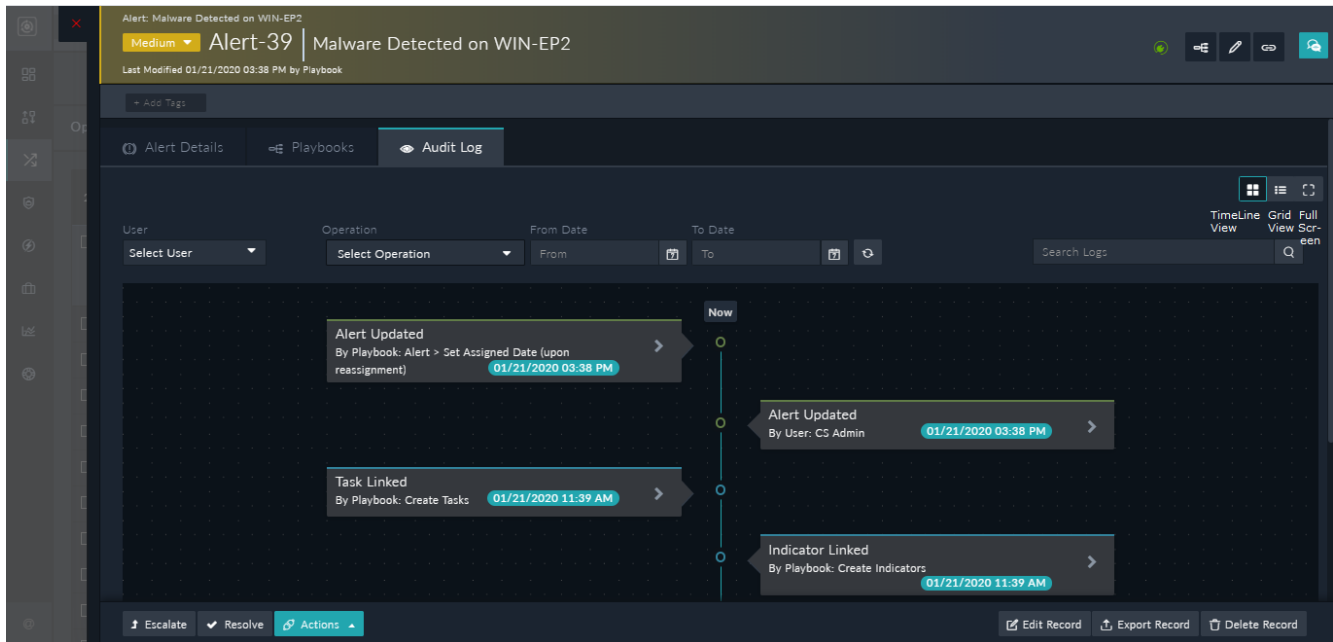 Alert: Malware Detected on WIN-EP2
Medium Alert-39 Malware Detected on WIN-EP2
Last Modified 01/21/2020 03:38 PM by Playbook
+ Add Tags
Op
Alert Details Playbooks Audit Log
TimeLine View Grid View Full Scr-een
User Operation From Date To Date
Select User Select Operation From To Search Logs
Now
Alert Updated
By Playbook: Alert > Set Assigned Date (upon
reassignment) 01/21/2020 03:38 PM
Alert Updated
By User: CS Admin 01/21/2020 03:38 PM
Task Linked
By Playbook: Create Tasks 01/21/2020 11:39 AM
Indicator Linked
By Playbook: Create Indicators
01/21/2020 11:39 AM
Escalate Resolve Actions Edit Record Export Record Delete Record